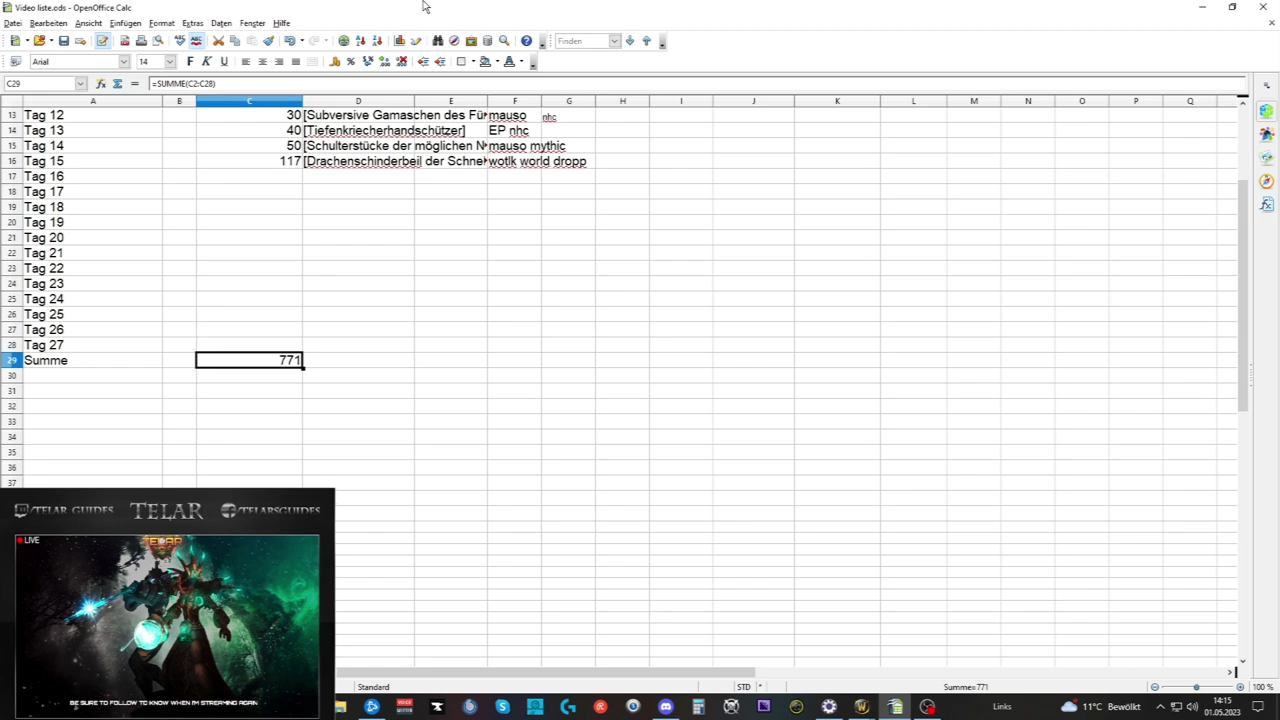 Video liste.ods - OpenOffice Calc
Datei Bearbeiten Ansicht Einfügen Format Extras Daten Fenster Hilfe
Finden
Arial 14
C29 =SUMME(C2:C28)
A B C D E F G H I J K L M N O P Q
13 Tag 12 30 [Subversive Gamaschen des Fü mauso nhc
14 Tag 13 40 [Tiefenkriecherhandschützer] EP nhc
15 Tag 14 50 [Schulterstücke der möglichen N mauso mythic
16 Tag 15 117 [Drachenschinderbeil der Schne wotlk world dropp
17 Tag 16
18 Tag 17
19 Tag 18
20 Tag 19
21 Tag 20
22 Tag 21
23 Tag 22
24 Tag 23
25 Tag 24
26 Tag 25
27 Tag 26
28 Tag 27
29 Summe 771
30
31
32
33
34
35
36
37
/TELAR GUIDES TELAR /TELARSGUIDES
LIVE
TELAR
BE SURE TO FOLLOW TO KNOW WHEN I'M STREAMING AGAIN
Standard STD * Summe=771 100 %
Links 11°C Bewölkt 14:15
01.05.2023